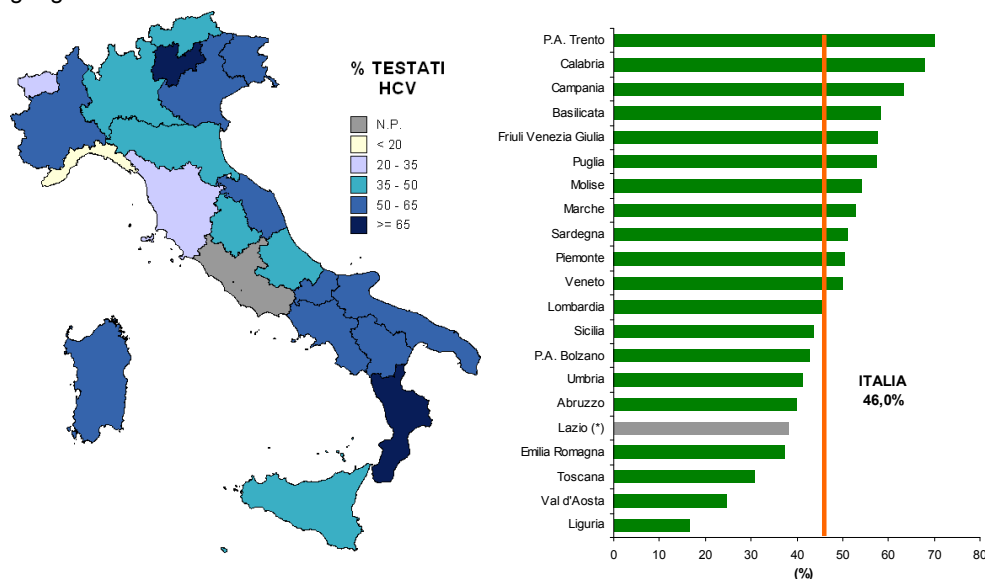 % TESTATI
HCV
N.P.
< 20
20 - 35
35 - 50
50 - 65
>= 65
P.A. Trento
Calabria
Campania
Basilicata
Friuli Venezia Giulia
Puglia
Molise
Marche
Sardegna
Piemonte
Veneto
Lombardia
Sicilia
P.A. Bolzano
Umbria
Abruzzo
Lazio (*)
Emilia Romagna
Toscana
Val d'Aosta
Liguria
ITALIA
46,0%
0 10 20 30 40 50 60 70 80
(%)